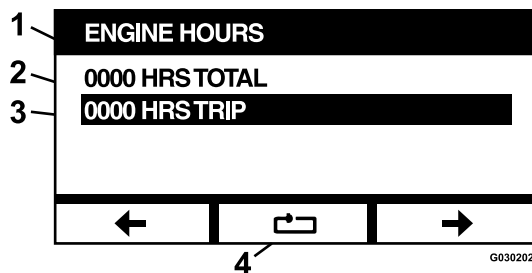 1 ENGINE HOURS
2 0000 HRS TOTAL
3 0000 HRS TRIP
4
G030202